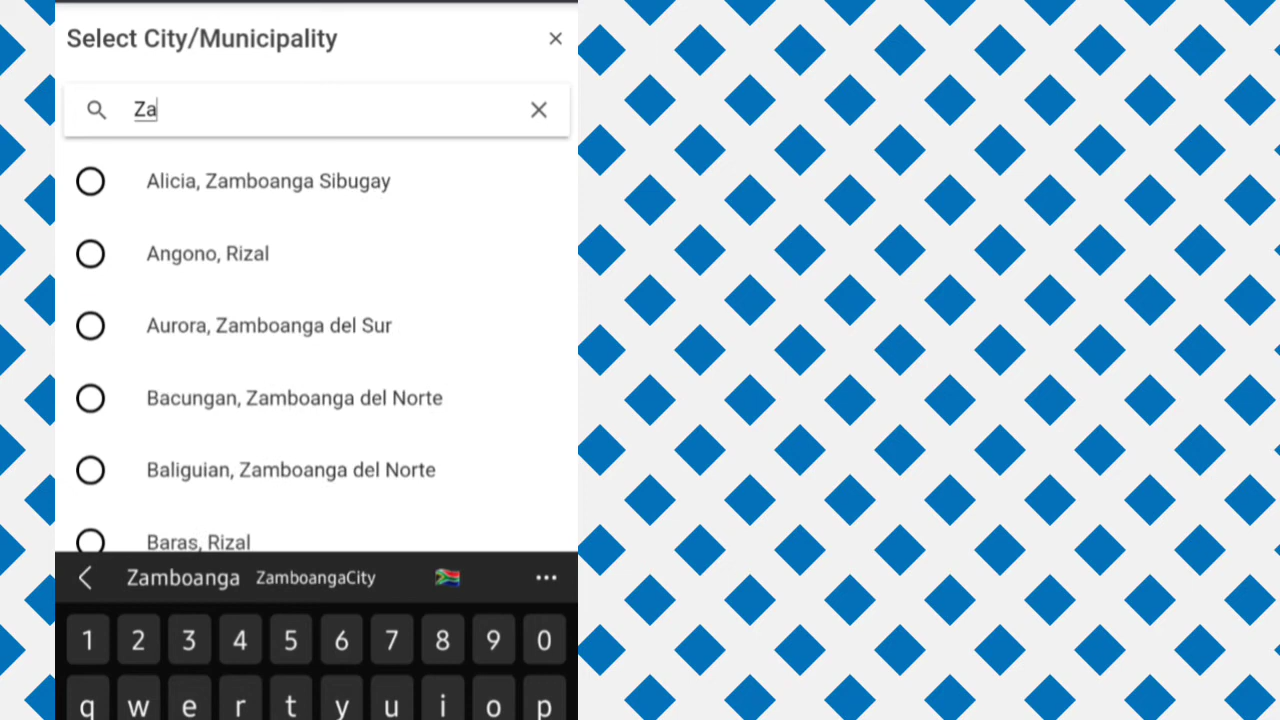 Select City/Municipality
Za
Alicia, Zamboanga Sibugay
Angono, Rizal
Aurora, Zamboanga del Sur
Bacungan, Zamboanga del Norte
Baliguian, Zamboanga del Norte
Baras, Rizal
Zamboanga ZamboangaCity
1 2 3 4 5 6 7 8 9 0
q w e r t y u i o p